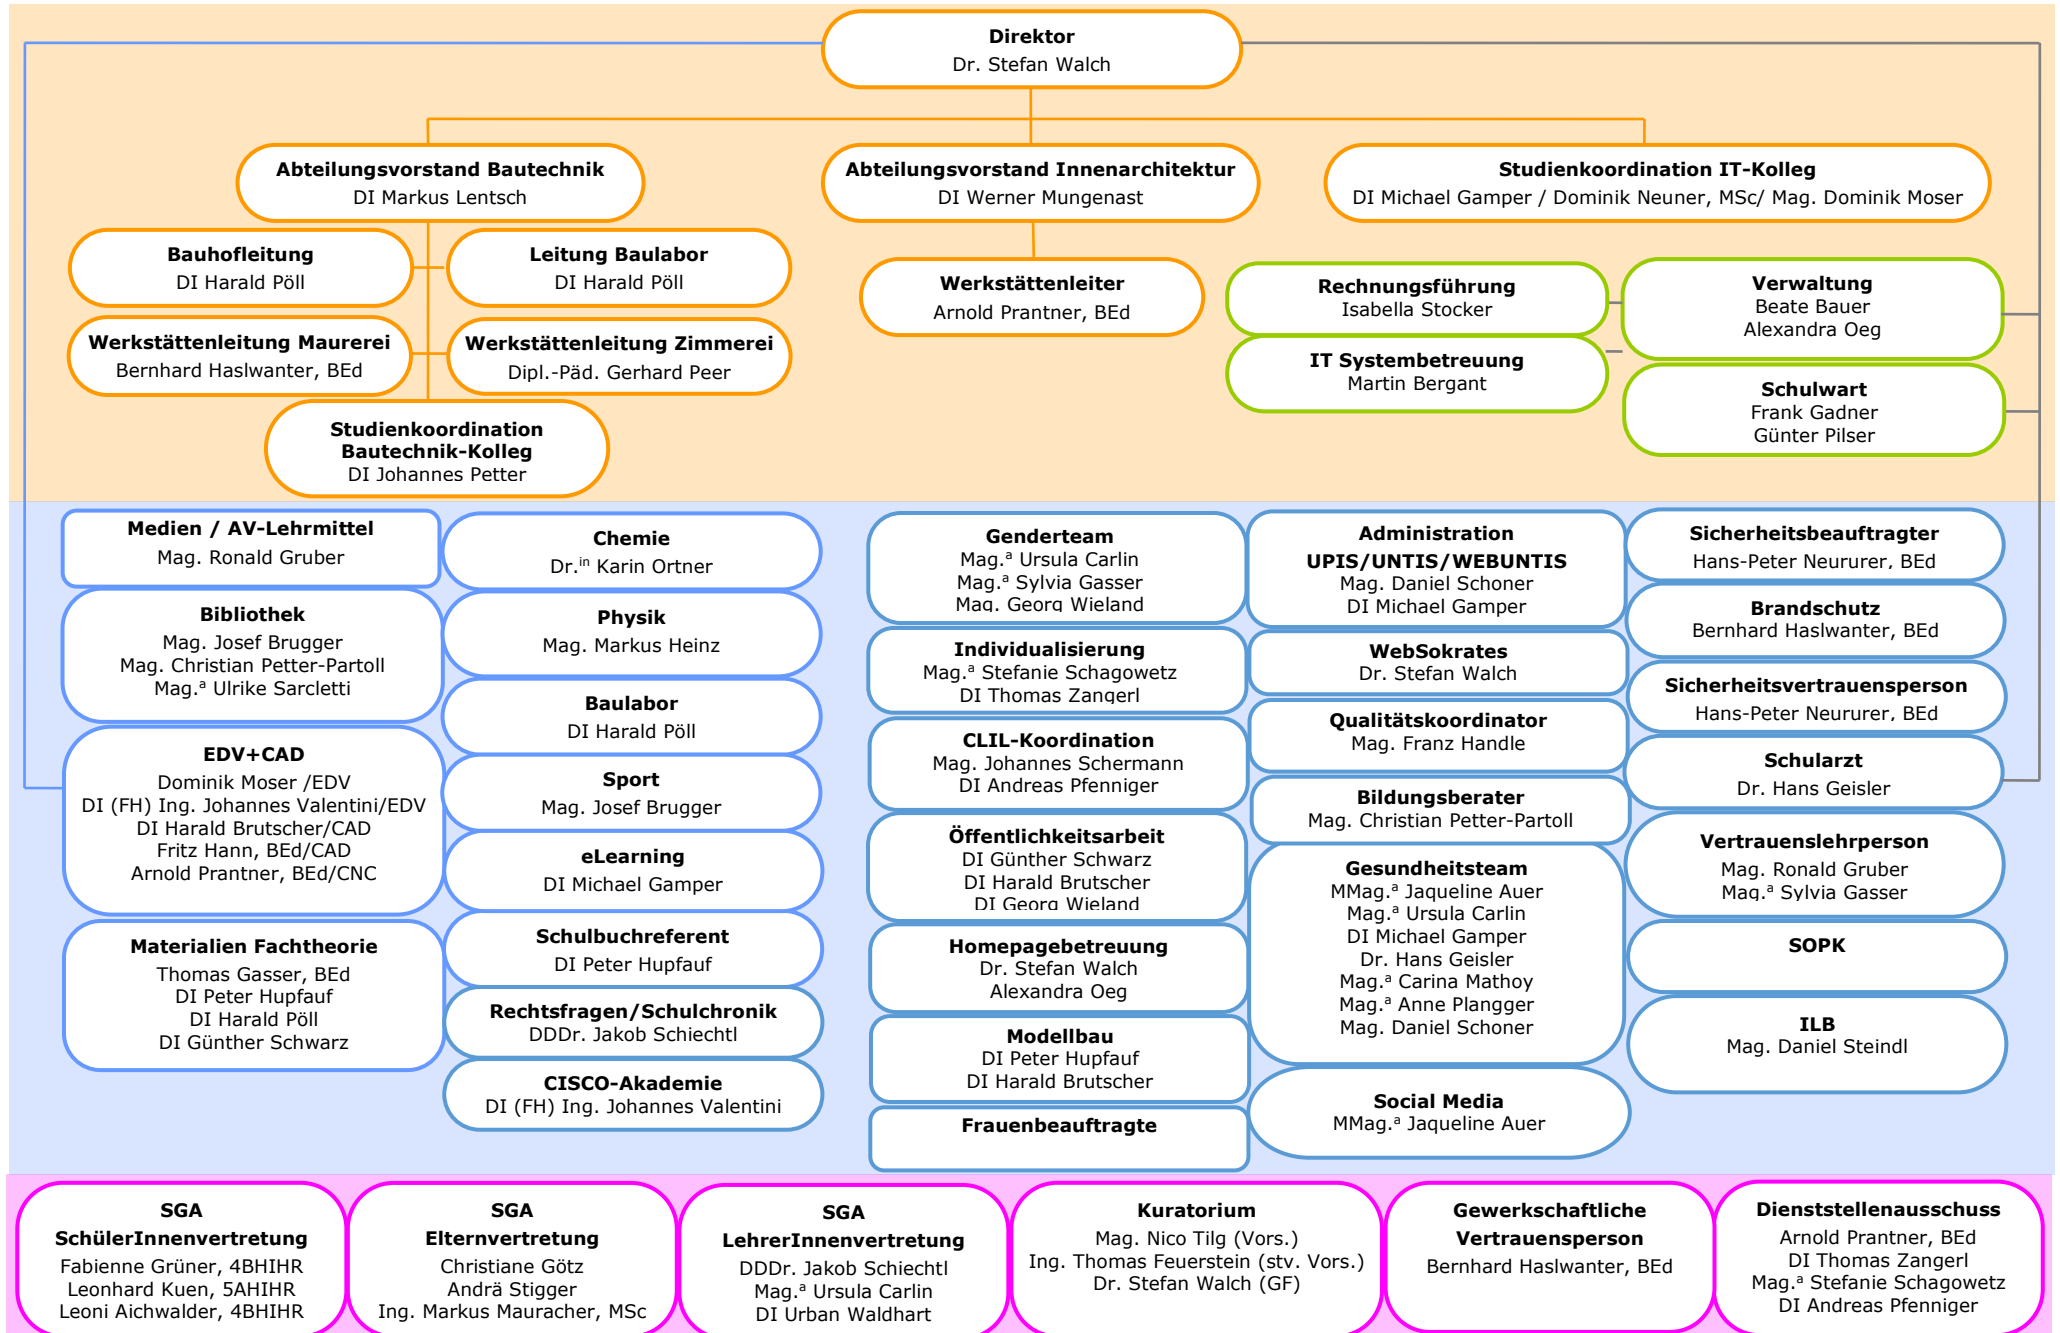 Direktor
Dr. Stefan Walch
Abteilungsvorstand Bautechnik
DI Markus Lentsch
Abteilungsvorstand Innenarchitektur
DI Werner Mungenast
Studienkoordination IT-Kolleg
DI Michael Gamper / Dominik Neuner, MSc/ Mag. Dominik Moser
Bauhofleitung
DI Harald Pöll
Leitung Baulabor
DI Harald Pöll
Werkstättenleitung Maurerei
Bernhard Haslwanter, BEd
Werkstättenleitung Zimmerei
Dipl.-Päd. Gerhard Peer
Studienkoordination
Bautechnik-Kolleg
DI Johannes Petter
Werkstättenleiter
Arnold Prantner, BEd
Rechnungsführung
Isabella Stocker
IT Systembetreuung
Martin Bergant
Verwaltung
Beate Bauer
Alexandra Oeg
Schulwart
Frank Gadner
Günter Pilser
Medien / AV-Lehrmittel
Mag. Ronald Gruber
Bibliothek
Mag. Josef Brugger
Mag. Christian Petter-Partoll
Mag.ª Ulrike Sarcletti
EDV+CAD
Dominik Moser /EDV
DI (FH) Ing. Johannes Valentini/EDV
DI Harald Brutscher/CAD
Fritz Hann, BEd/CAD
Arnold Prantner, BEd/CNC
Materialien Fachtheorie
Thomas Gasser, BEd
DI Peter Hupfauf
DI Harald Pöll
DI Günther Schwarz
Chemie
Dr.ⁱⁿ Karin Ortner
Physik
Mag. Markus Heinz
Baulabor
DI Harald Pöll
Sport
Mag. Josef Brugger
eLearning
DI Michael Gamper
Schulbuchreferent
DI Peter Hupfauf
Rechtsfragen/Schulchronik
DDDr. Jakob Schiechtl
CISCO-Akademie
DI (FH) Ing. Johannes Valentini
Genderteam
Mag.ª Ursula Carlin
Mag.ª Sylvia Gasser
Mag. Georg Wieland
Individualisierung
Mag.ª Stefanie Schagowetz
DI Thomas Zangerl
CLIL-Koordination
Mag. Johannes Schermann
DI Andreas Pfenniger
Öffentlichkeitsarbeit
DI Günther Schwarz
DI Harald Brutscher
DI Georg Wieland
Homepagebetreuung
Dr. Stefan Walch
Alexandra Oeg
Modellbau
DI Peter Hupfauf
DI Harald Brutscher
Frauenbeauftragte
Administration
UPIS/UNTIS/WEBUNTIS
Mag. Daniel Schoner
DI Michael Gamper
WebSokrates
Dr. Stefan Walch
Qualitätskoordinator
Mag. Franz Handle
Bildungsberater
Mag. Christian Petter-Partoll
Gesundheitsteam
MMag.ª Jaqueline Auer
Mag.ª Ursula Carlin
DI Michael Gamper
Dr. Hans Geisler
Mag.ª Carina Mathoy
Mag.ª Anne Plangger
Mag. Daniel Schoner
Social Media
MMag.ª Jaqueline Auer
Sicherheitsbeauftragter
Hans-Peter Neururer, BEd
Brandschutz
Bernhard Haslwanter, BEd
Sicherheitsvertrauensperson
Hans-Peter Neururer, BEd
Schularzt
Dr. Hans Geisler
Vertrauenslehrperson
Mag. Ronald Gruber
Mag.ª Sylvia Gasser
SOPK
ILB
Mag. Daniel Steindl
SGA
SchülerInnenvertretung
Fabienne Grüner, 4BHIHR
Leonhard Kuen, 5AHIHR
Leoni Aichwalder, 4BHIHR
SGA
Elternvertretung
Christiane Götz
Andrä Stigger
Ing. Markus Mauracher, MSc
SGA
LehrerInnenvertretung
DDDr. Jakob Schiechtl
Mag.ª Ursula Carlin
DI Urban Waldhart
Kuratorium
Mag. Nico Tilg (Vors.)
Ing. Thomas Feuerstein (stv. Vors.)
Dr. Stefan Walch (GF)
Gewerkschaftliche
Vertrauensperson
Bernhard Haslwanter, BEd
Dienststellenausschuss
Arnold Prantner, BEd
DI Thomas Zangerl
Mag.ª Stefanie Schagowetz
DI Andreas Pfenniger